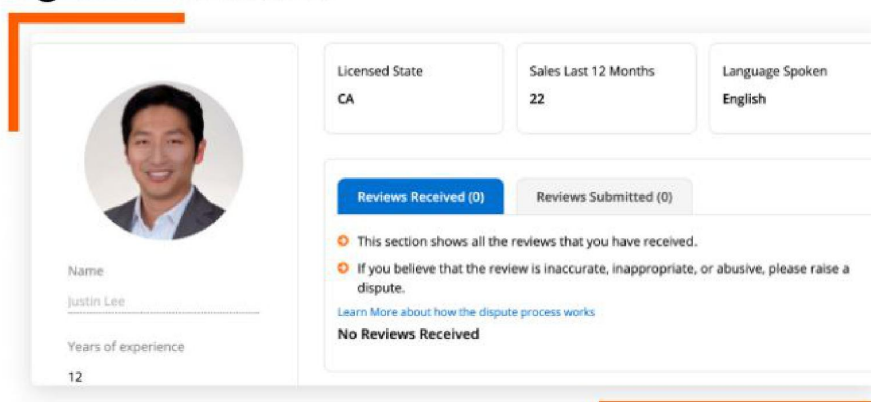 Licensed State
CA
Sales Last 12 Months
22
Language Spoken
English
Reviews Received (0)
Reviews Submitted (0)
This section shows all the reviews that you have received.
If you believe that the review is inaccurate, inappropriate, or abusive, please raise a
dispute.
Learn More about how the dispute process works
No Reviews Received
Name
Justin Lee
Years of experience
12